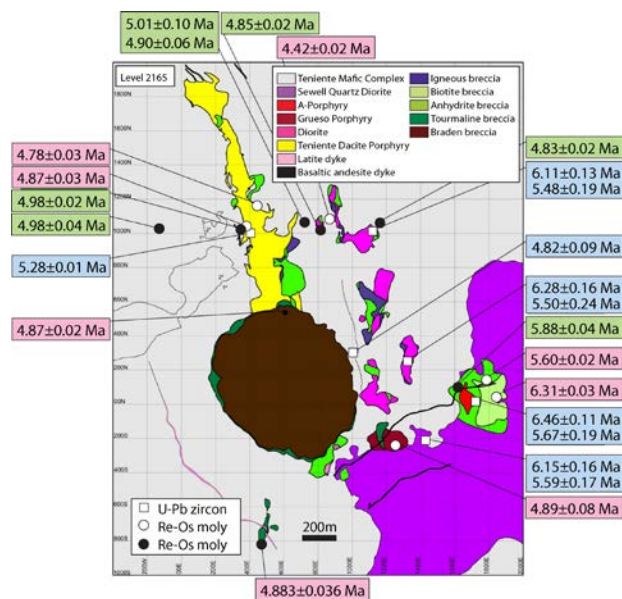 5.01±0.10 Ma
4.90±0.06 Ma
4.85±0.02 Ma
4.42±0.02 Ma
Level 2165
Teniente Mafic Complex
Sewell Quartz Diorite
A-Porphyry
Grueso Porphyry
Diorite
Teniente Dacite Porphyry
Latite dyke
Basaltic andesite dyke
Igneous breccia
Biotite breccia
Anhydrite breccia
Tourmaline breccia
Braden breccia
4.78±0.03 Ma
4.87±0.03 Ma
4.98±0.02 Ma
4.98±0.04 Ma
5.28±0.01 Ma
4.87±0.02 Ma
4.83±0.02 Ma
6.11±0.13 Ma
5.48±0.19 Ma
4.82±0.09 Ma
6.28±0.16 Ma
5.50±0.24 Ma
5.88±0.04 Ma
5.60±0.02 Ma
6.31±0.03 Ma
6.46±0.11 Ma
5.67±0.19 Ma
6.15±0.16 Ma
5.59±0.17 Ma
4.89±0.08 Ma
U-Pb zircon
Re-Os moly
Re-Os moly
200m
4.883±0.036 Ma